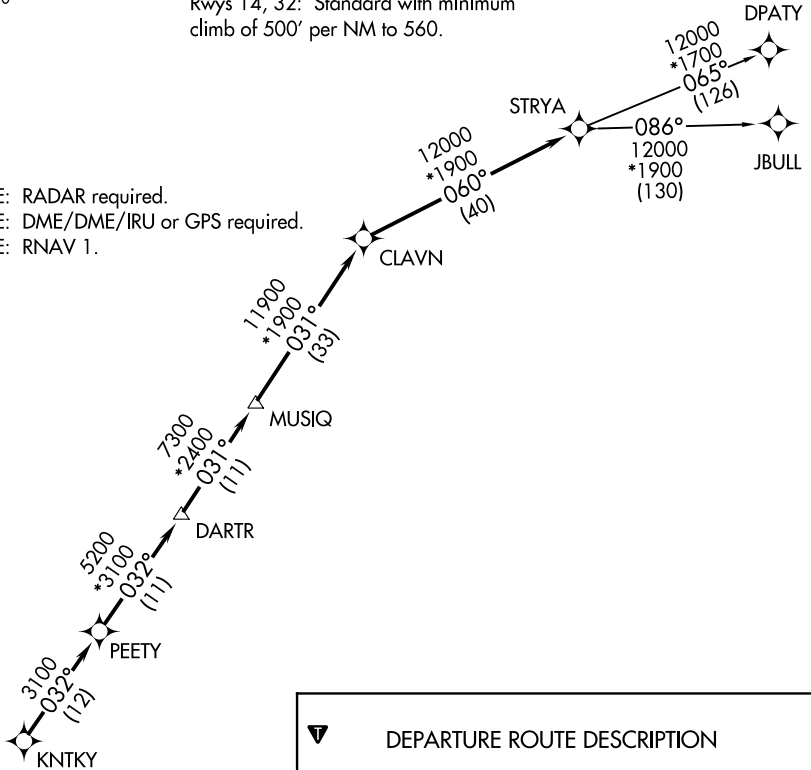 Rwys 14, 32: Standard with minimum
climb of 500' per NM to 560.
DPATY
12000
*1700
065°
(126)
STRYA
086°
12000
*1900
(130)
JBULL
12000
*1900
060°
(40)
E: RADAR required.
E: DME/DME/IRU or GPS required.
E: RNAV 1.
CLAVN
11900
*1900
031°
(33)
MUSIQ
7300
*2400
031°
(11)
DARTR
5200
*3100
032°
(11)
PEETY
3100
032°
(12)
KNTKY
T DEPARTURE ROUTE DESCRIPTION